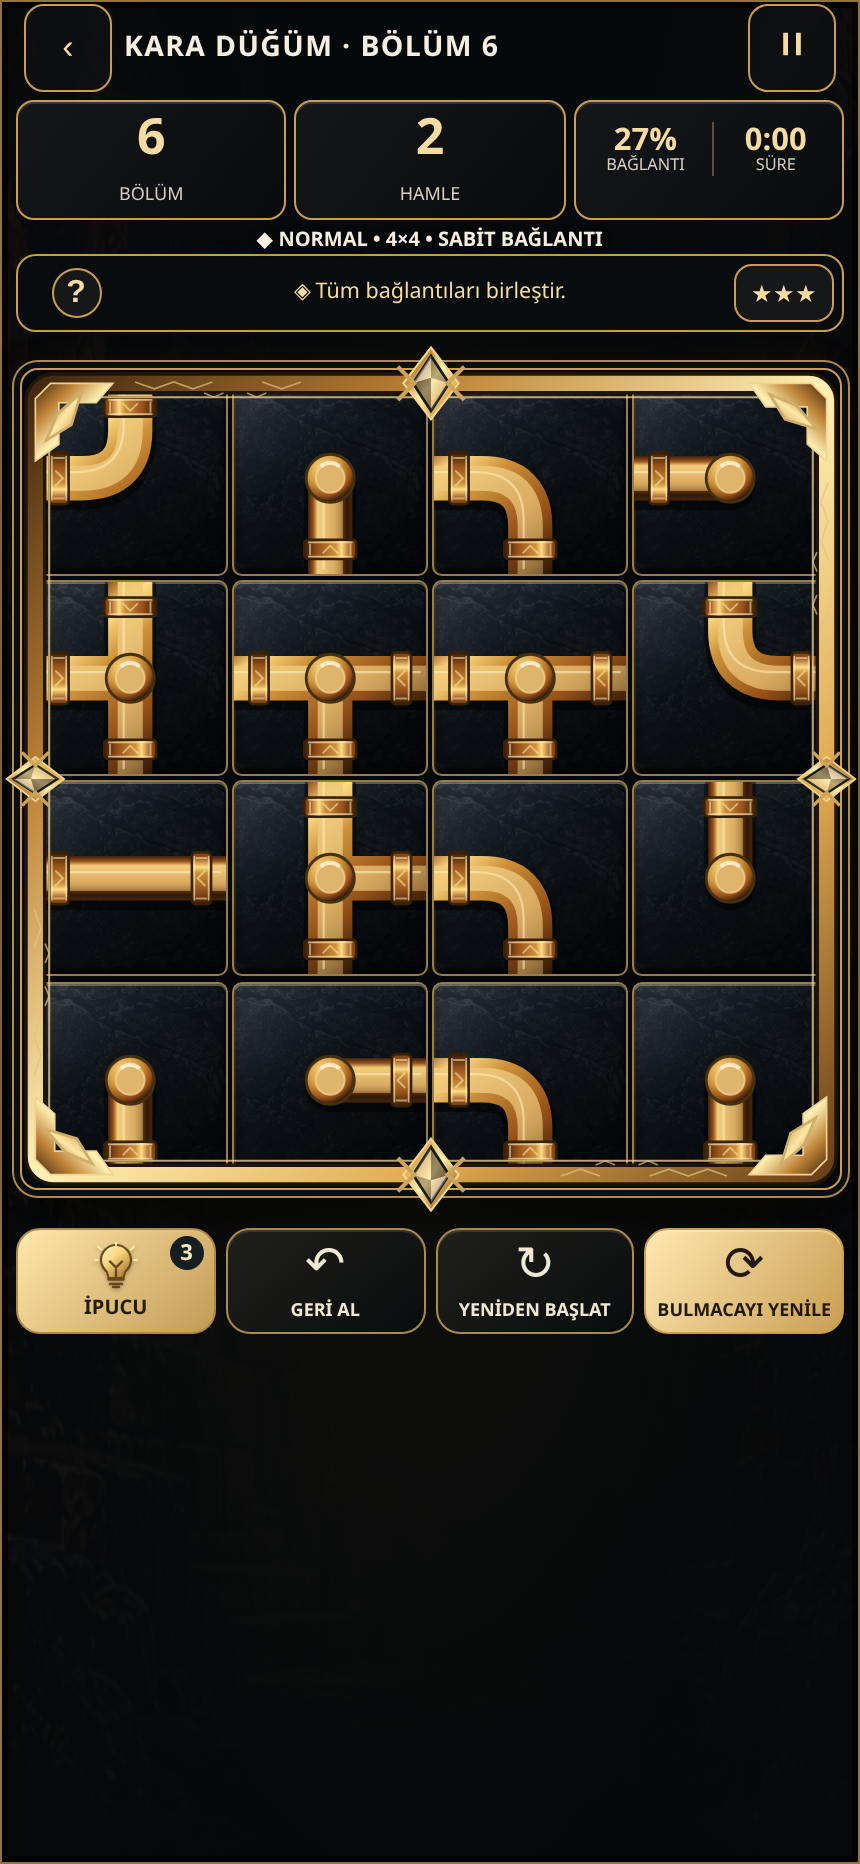 ‹ KARA DÜĞÜM · BÖLÜM 6
6
BÖLÜM
2
HAMLE
27%
BAĞLANTI
0:00
SÜRE
◆ NORMAL • 4×4 • SABİT BAĞLANTI
?
◈ Tüm bağlantıları birleştir.
★★★
3
İPUCU
GERİ AL
YENİDEN BAŞLAT
BULMACAYI YENİLE